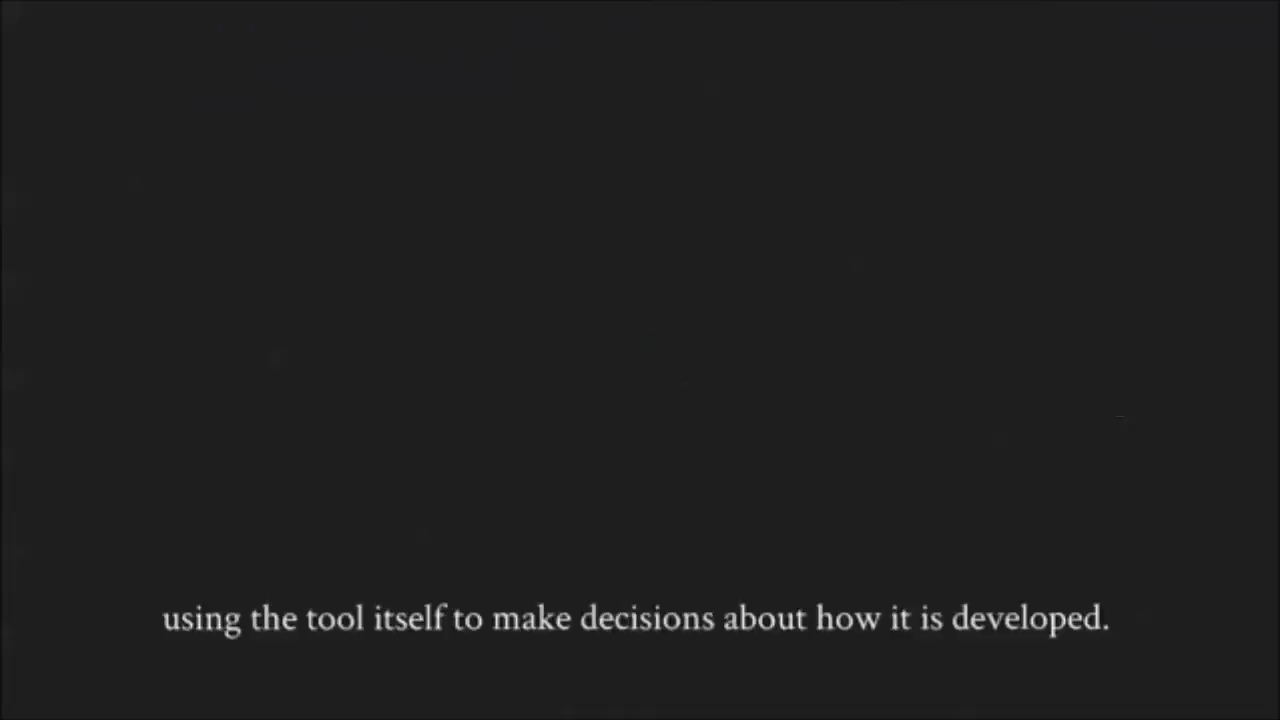 using the tool itself to make decisions about how it is developed.